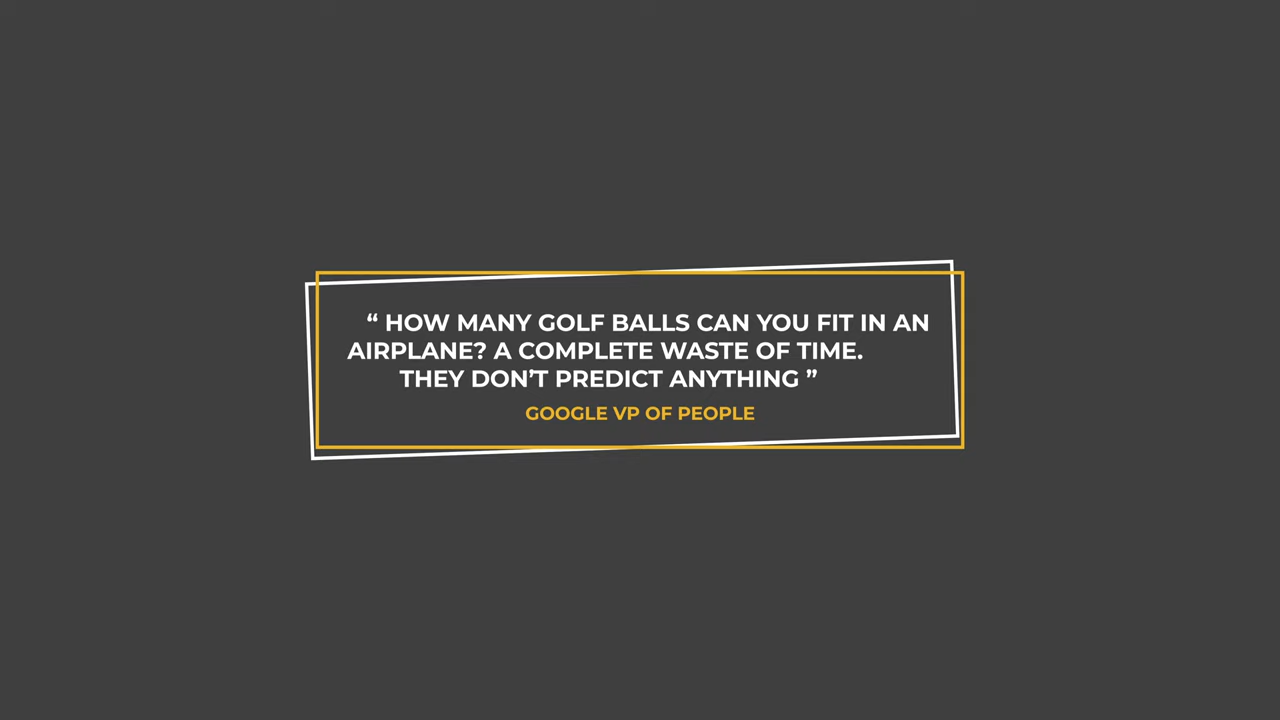 “ HOW MANY GOLF BALLS CAN YOU FIT IN AN
AIRPLANE? A COMPLETE WASTE OF TIME.
THEY DON’T PREDICT ANYTHING ”
GOOGLE VP OF PEOPLE